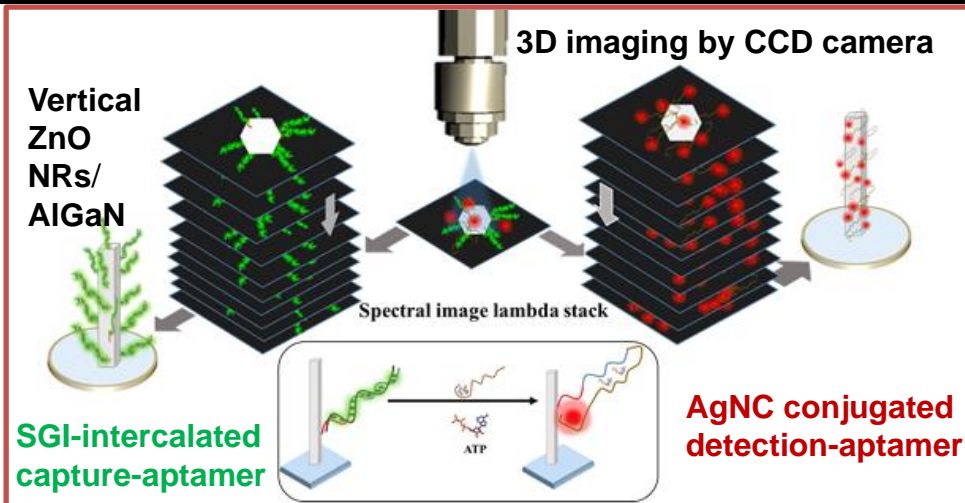 3D imaging by CCD camera
Vertical
ZnO
NRs/
AlGaN
Spectral image lambda stack
ATP
SGI-intercalated
capture-aptamer
AgNC conjugated
detection-aptamer